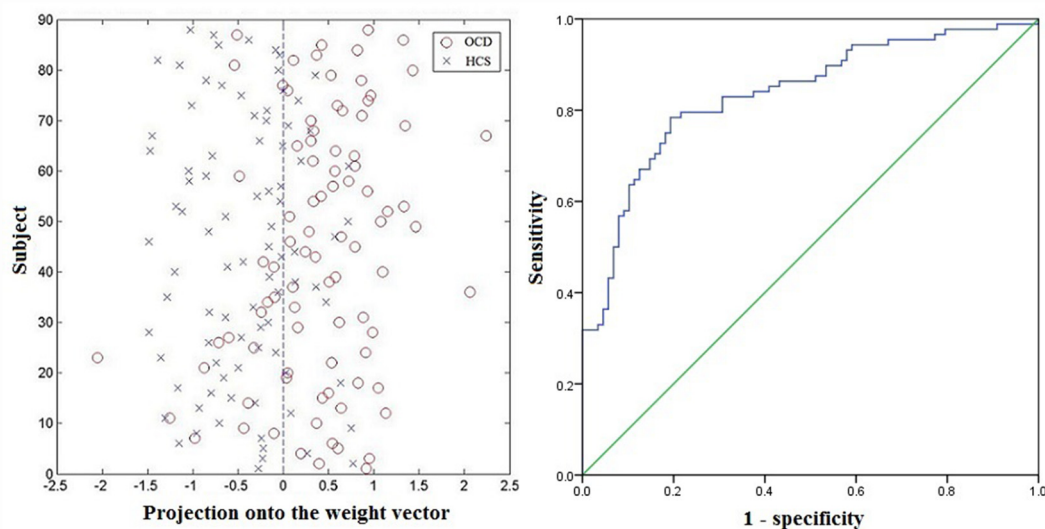 90
80
70
60
50
40
30
20
10
0
Subject
OCD
HCS
-2.5 -2 -1.5 -1 -0.5 0 0.5 1 1.5 2 2.5
Projection onto the weight vector
1.0
0.8
0.6
0.4
0.2
0.0
Sensitivity
0.0 0.2 0.4 0.6 0.8 1.0
1 - specificity